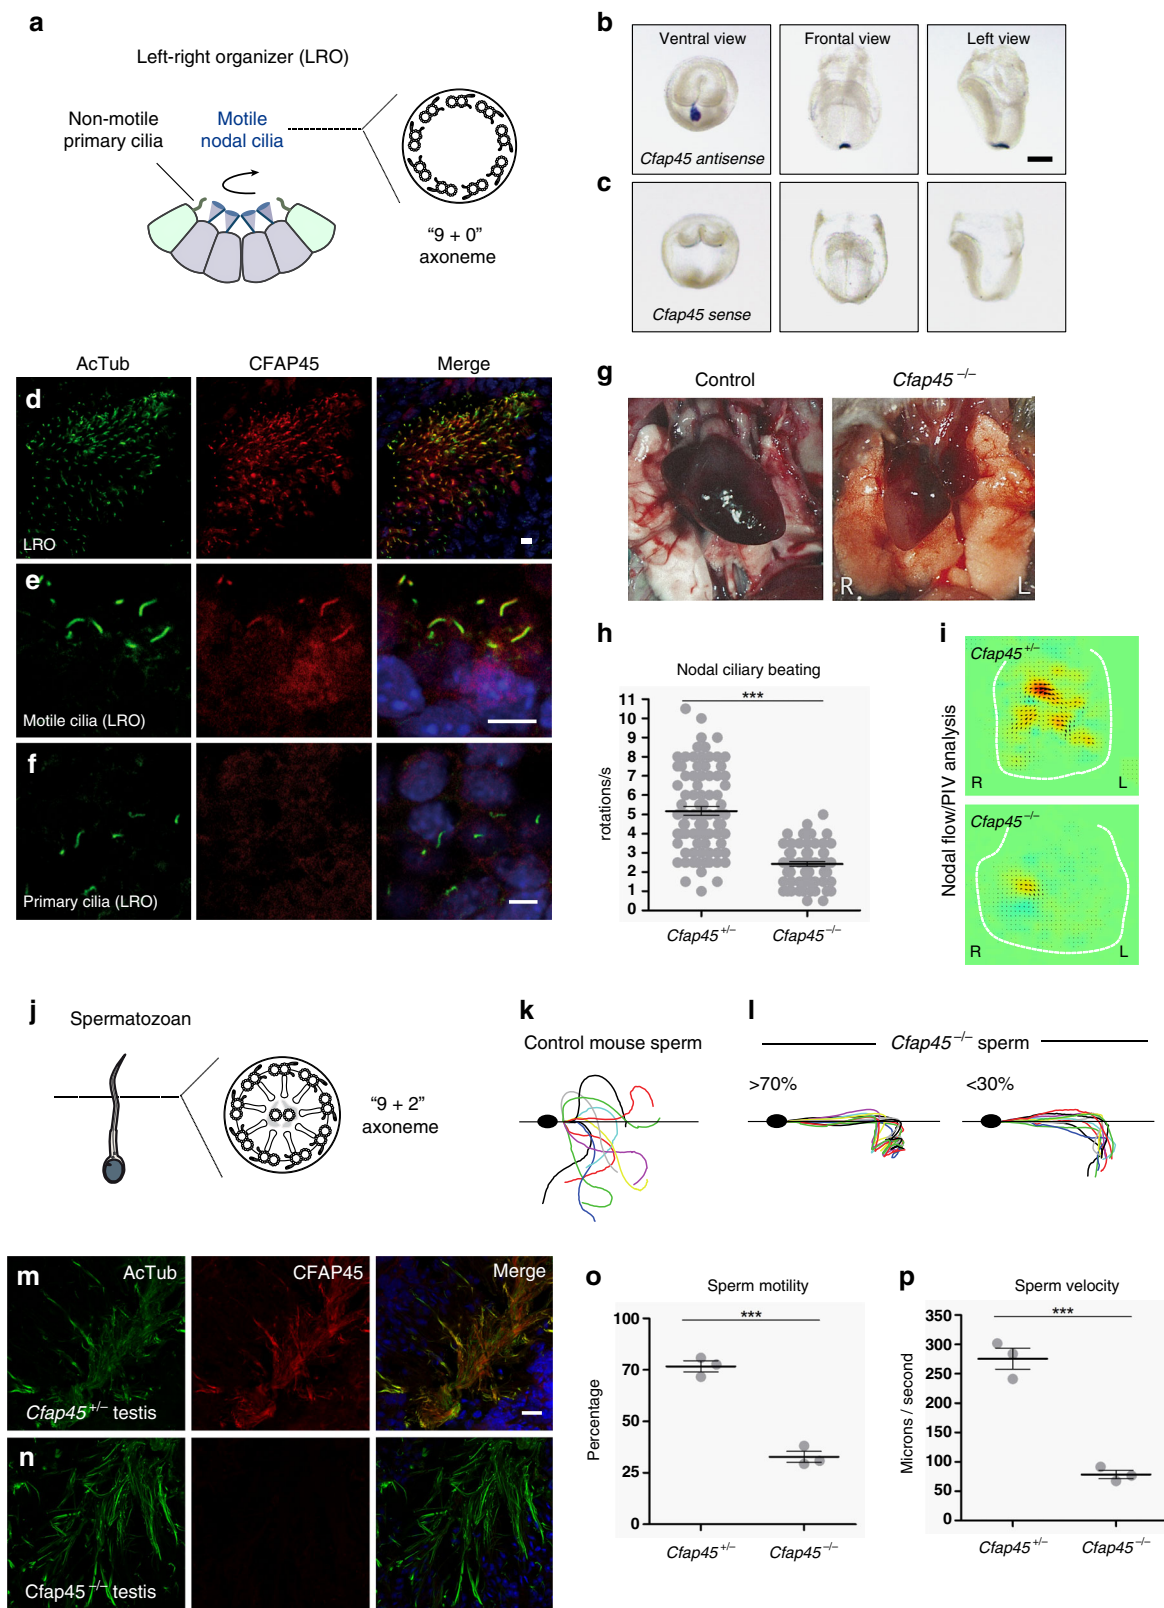 a
Left-right organizer (LRO)
Non-motile
primary cilia
Motile
nodal cilia
"9 + 0"
axoneme
b
Ventral view
Frontal view
Left view
Cfap45 antisense
c
Cfap45 sense
AcTub
CFAP45
Merge
d
LRO
e
Motile cilia (LRO)
f
Primary cilia (LRO)
g
Control
Cfap45 −/−
R
L
h
Nodal ciliary beating
***
rotations/s
11
10
9
8
7
6
5
4
3
2
1
0
Cfap45 +/−
Cfap45 −/−
i
Nodal flow/PIV analysis
Cfap45 +/−
R
L
Cfap45 −/−
R
L
j
Spermatozoan
"9 + 2"
axoneme
k
Control mouse sperm
l
Cfap45 −/− sperm
>70%
<30%
m
AcTub
CFAP45
Merge
Cfap45 +/− testis
n
Cfap45 −/− testis
o
Sperm motility
***
Percentage
100
70
50
25
0
Cfap45 +/−
Cfap45 −/−
p
Sperm velocity
***
Microns / second
350
300
250
200
150
100
50
0
Cfap45 +/−
Cfap45 −/−